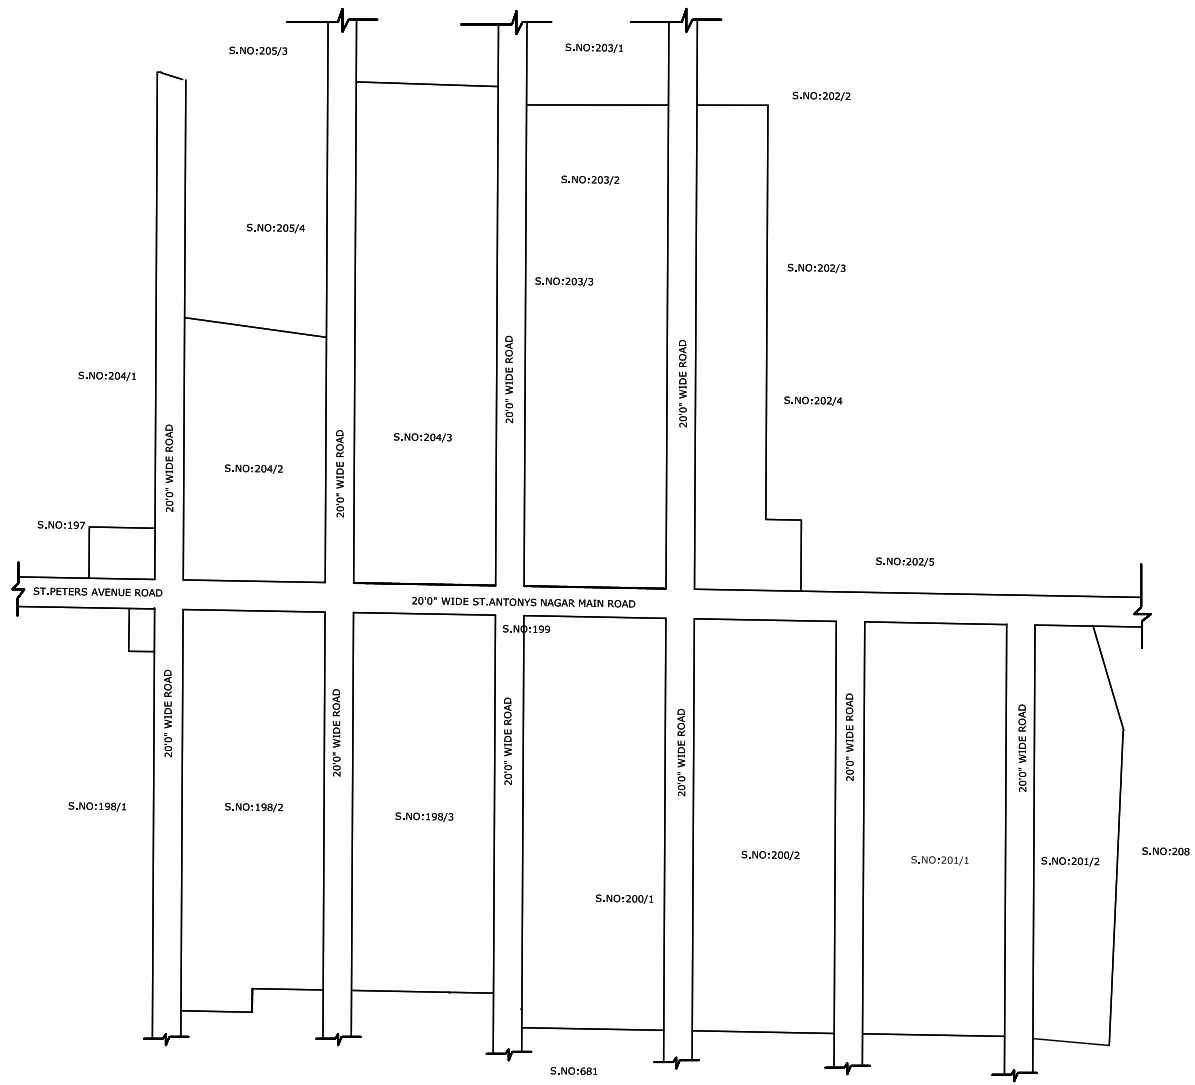 S.NO:203/1
S.NO:205/3
S.NO:202/2
S.NO:203/2
S.NO:205/4
S.NO:202/3
S.NO:203/3
20'0" WIDE ROAD
20'0" WIDE ROAD
S.NO:204/1
S.NO:202/4
S.NO:204/3
20'0" WIDE ROAD
20'0" WIDE ROAD
S.NO:204/2
S.NO:197
S.NO:202/5
ST.PETERS AVENUE ROAD
20'0" WIDE ST.ANTONYS NAGAR MAIN ROAD
S.NO:199
20'0" WIDE ROAD
20'0" WIDE ROAD
20'0" WIDE ROAD
20'0" WIDE ROAD
20'0" WIDE ROAD
20'0" WIDE ROAD
S.NO:198/1
S.NO:198/2
S.NO:198/3
S.NO:200/2
S.NO:201/1
S.NO:201/2
S.NO:208
S.NO:200/1
S.NO:681